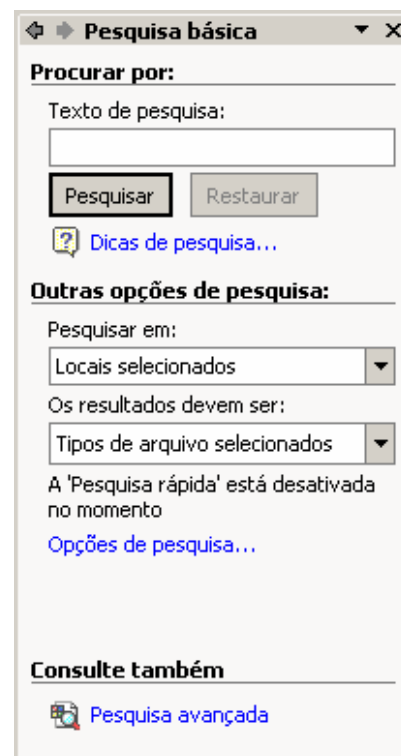 Pesquisa básica
Procurar por:
Texto de pesquisa:
Pesquisar Restaurar
Dicas de pesquisa...
Outras opções de pesquisa:
Pesquisar em:
Locais selecionados
Os resultados devem ser:
Tipos de arquivo selecionados
A 'Pesquisa rápida' está desativada
no momento
Opções de pesquisa...
Consulte também
Pesquisa avançada